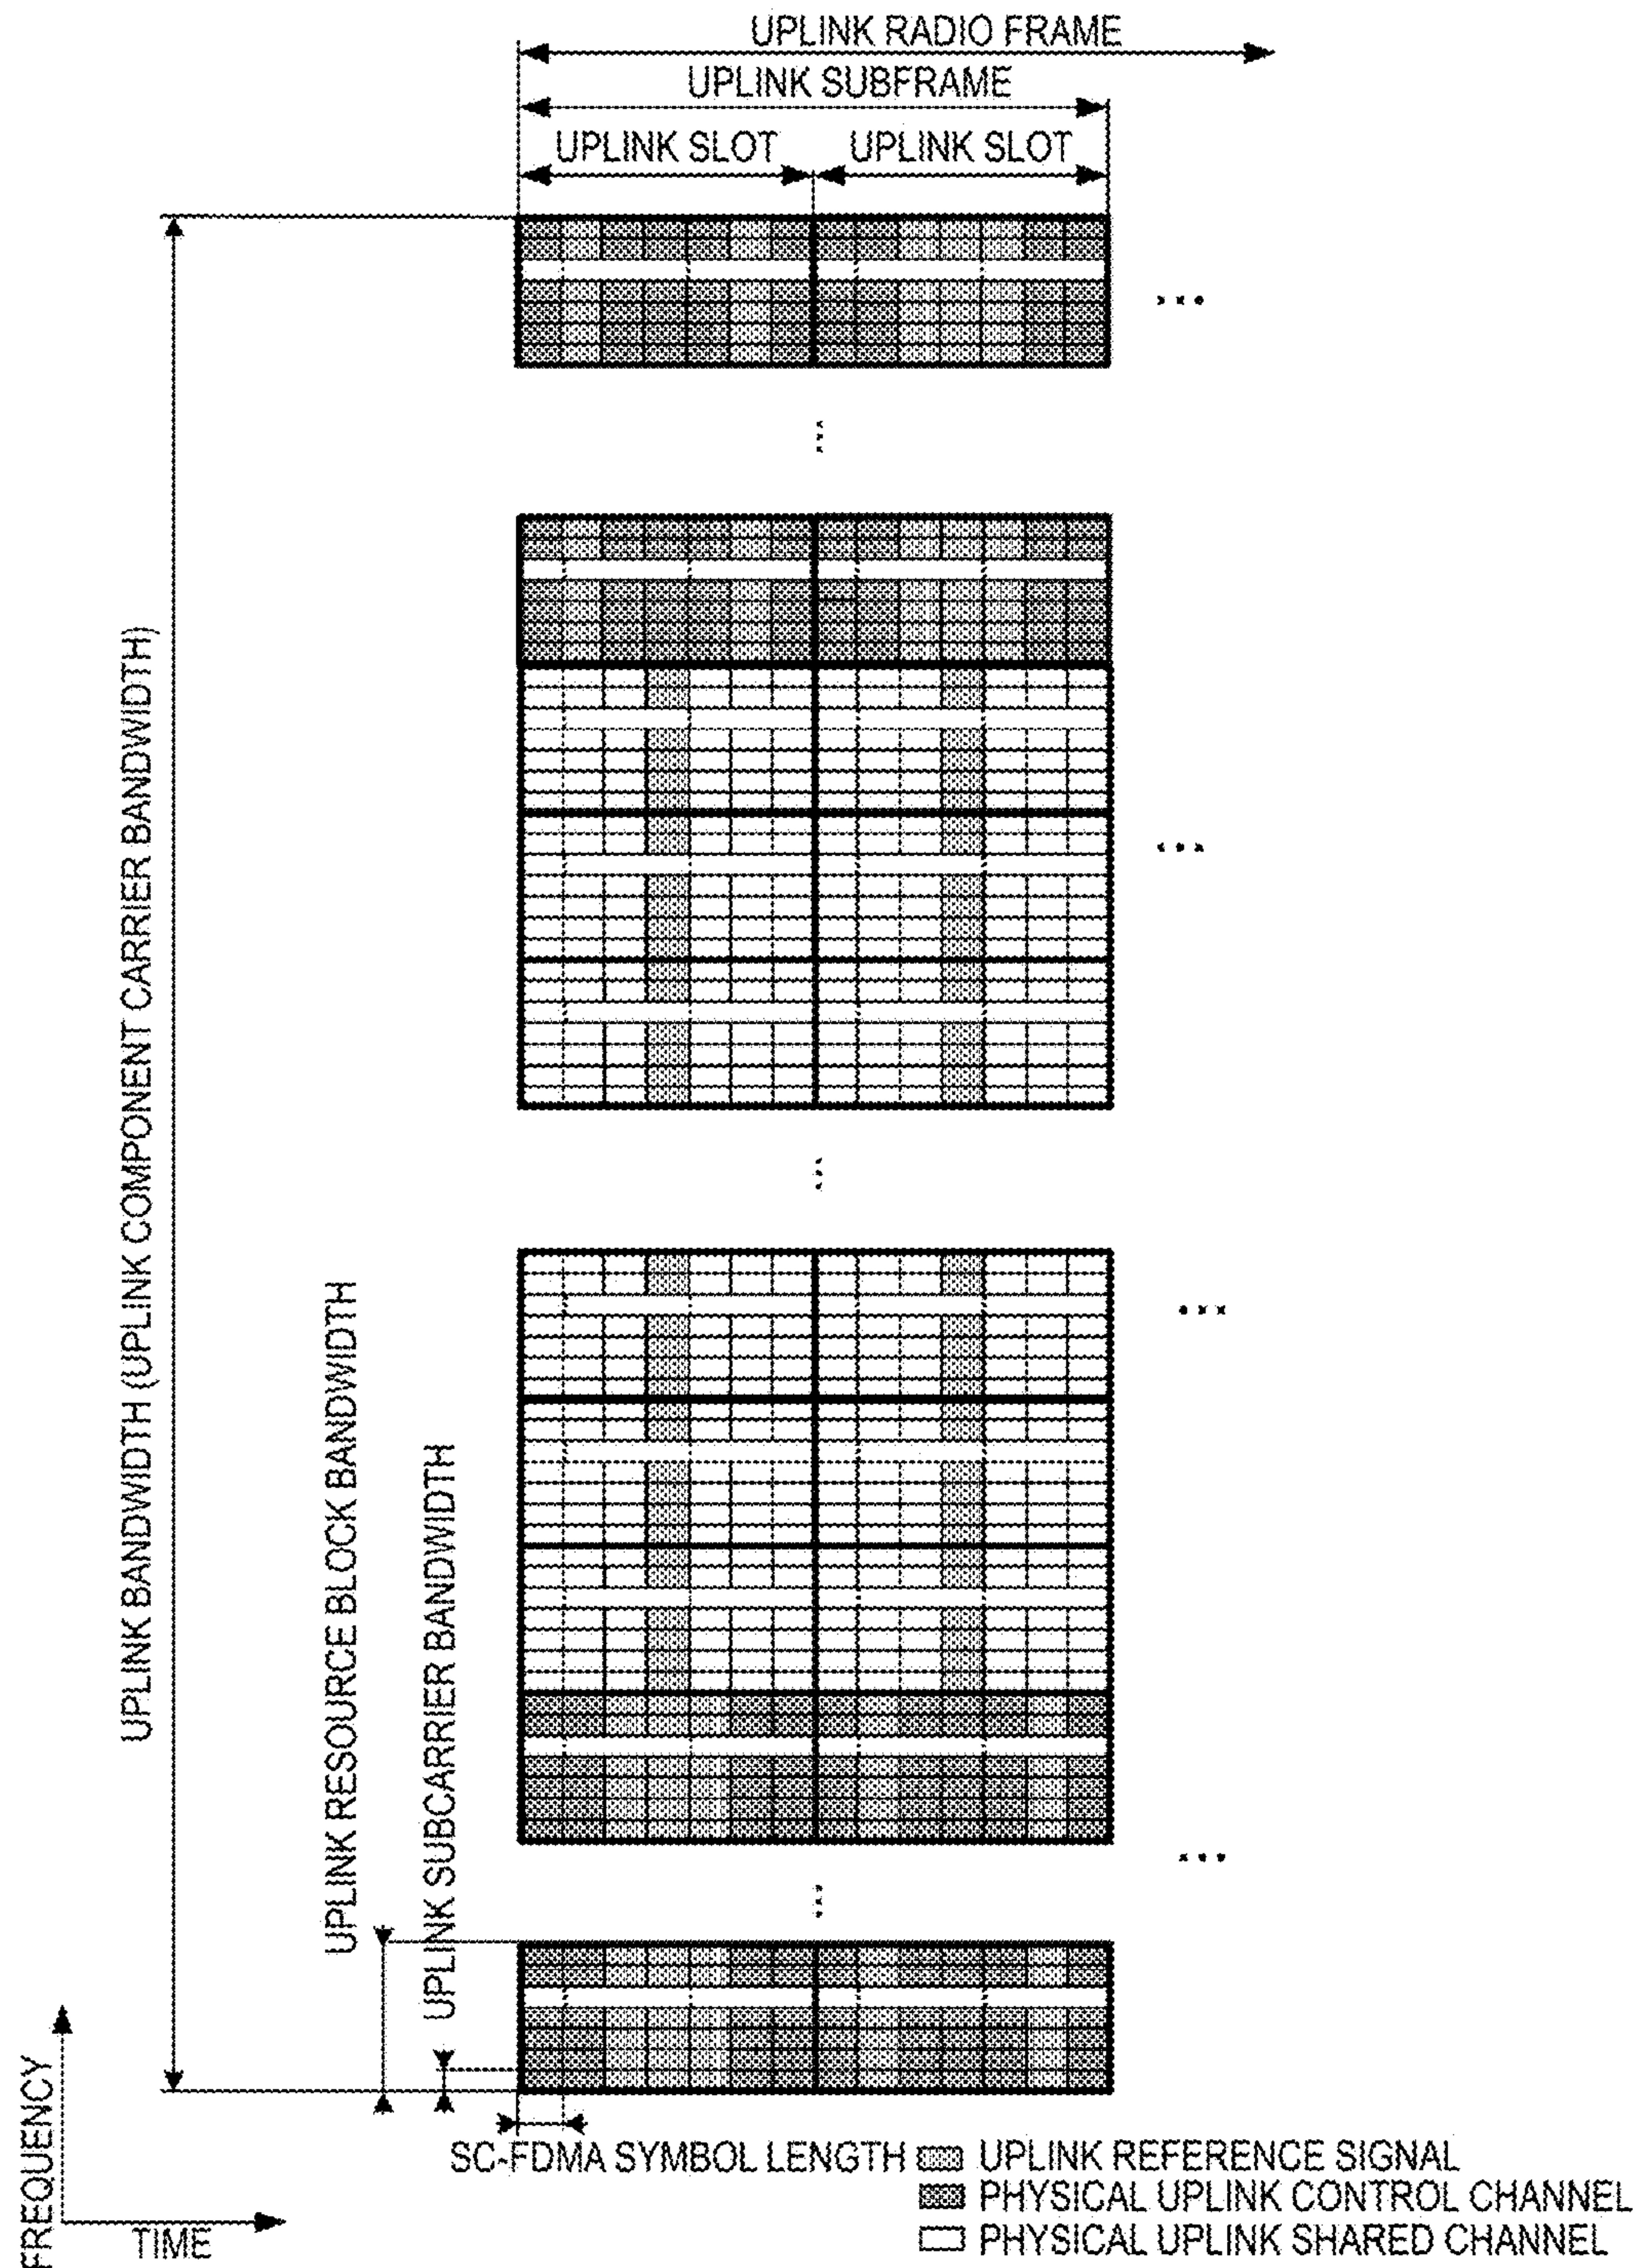 UPLINK RADIO FRAME
UPLINK SUBFRAME
UPLINK SLOT UPLINK SLOT
UPLINK BANDWIDTH (UPLINK COMPONENT CARRIER BANDWIDTH)
UPLINK RESOURCE BLOCK BANDWIDTH
UPLINK SUBCARRIER BANDWIDTH
FREQUENCY
TIME
SC-FDMA SYMBOL LENGTH
UPLINK REFERENCE SIGNAL
PHYSICAL UPLINK CONTROL CHANNEL
PHYSICAL UPLINK SHARED CHANNEL